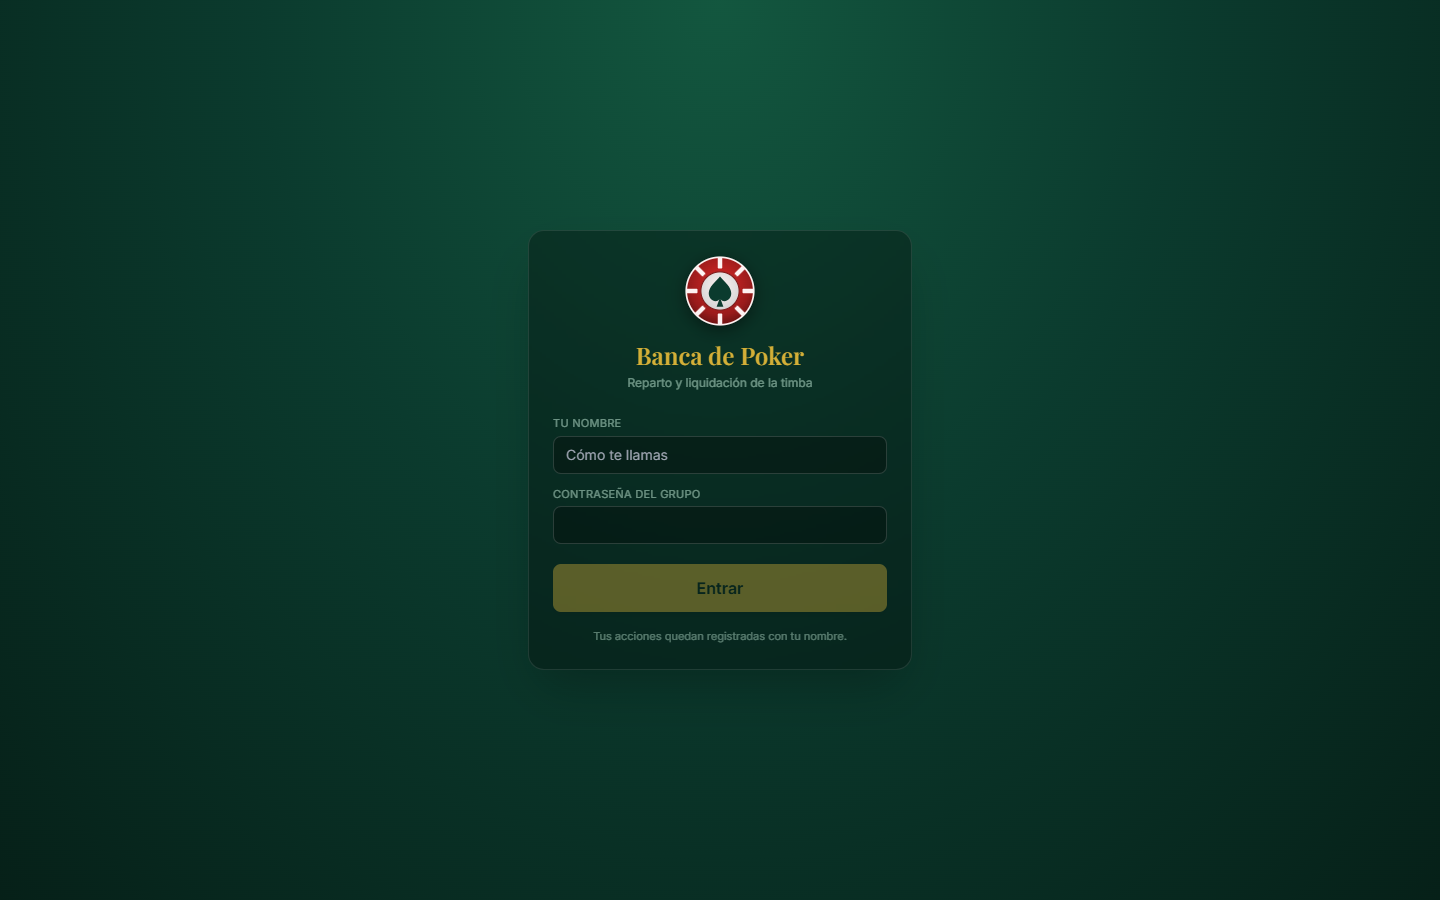 Banca de Poker
Reparto y liquidación de la timba
TU NOMBRE
Cómo te llamas
CONTRASEÑA DEL GRUPO
Entrar
Tus acciones quedan registradas con tu nombre.